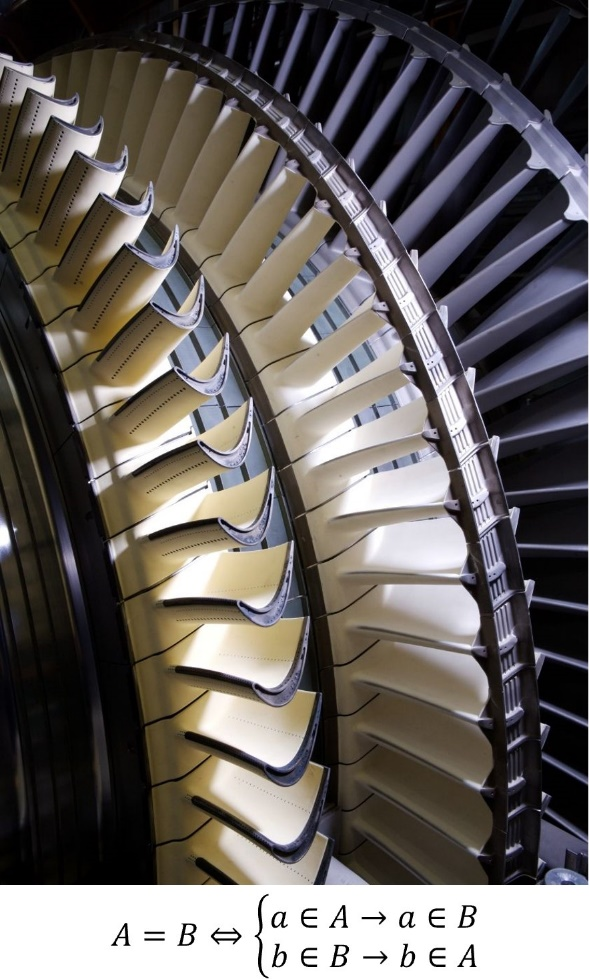 A = B ⇔ { a ∈ A → a ∈ B
b ∈ B → b ∈ A